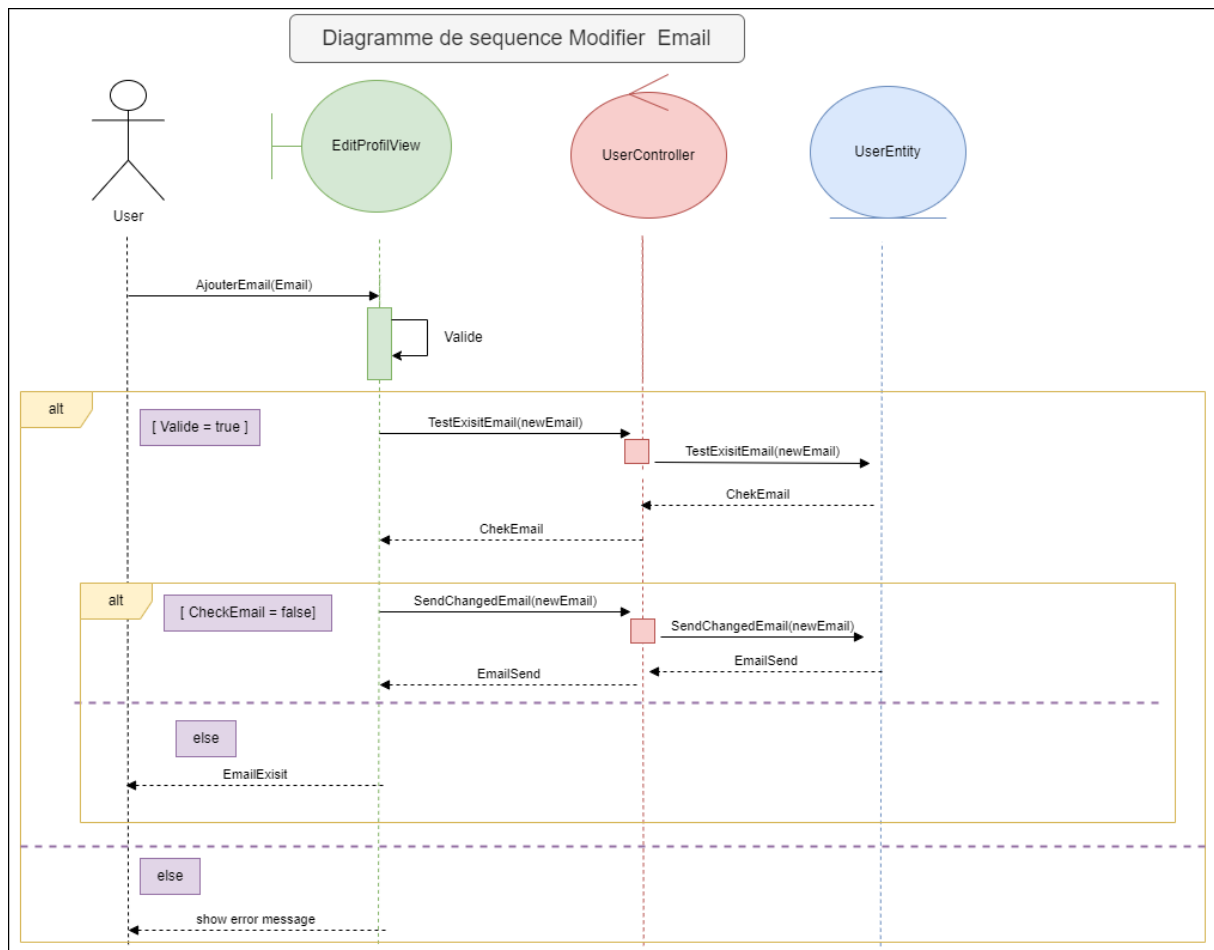 Diagramme de sequence Modifier Email
EditProfilView
UserController
UserEntity
User
AjouterEmail(Email)
Valide
alt
[ Valide = true ]
TestExisitEmail(newEmail)
TestExisitEmail(newEmail)
ChekEmail
ChekEmail
alt
[ CheckEmail = false]
SendChangedEmail(newEmail)
SendChangedEmail(newEmail)
EmailSend
EmailSend
else
EmailExisit
else
show error message